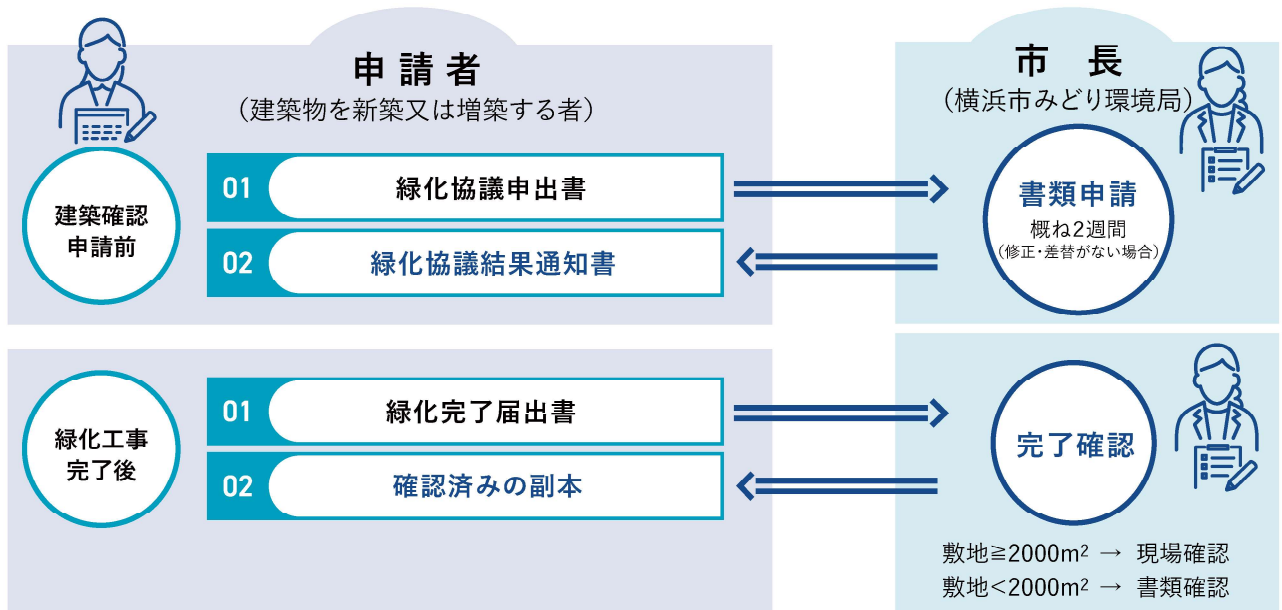 申請者
(建築物を新築又は増築する者)
市 長
(横浜市みどり環境局)
建築確認
申請前
01 緑化協議申出書
02 緑化協議結果通知書
書類申請
概ね2週間
(修正・差替がない場合)
緑化工事
完了後
01 緑化完了届出書
02 確認済みの副本
完了確認
敷地≧2000m² → 現場確認
敷地<2000m² → 書類確認